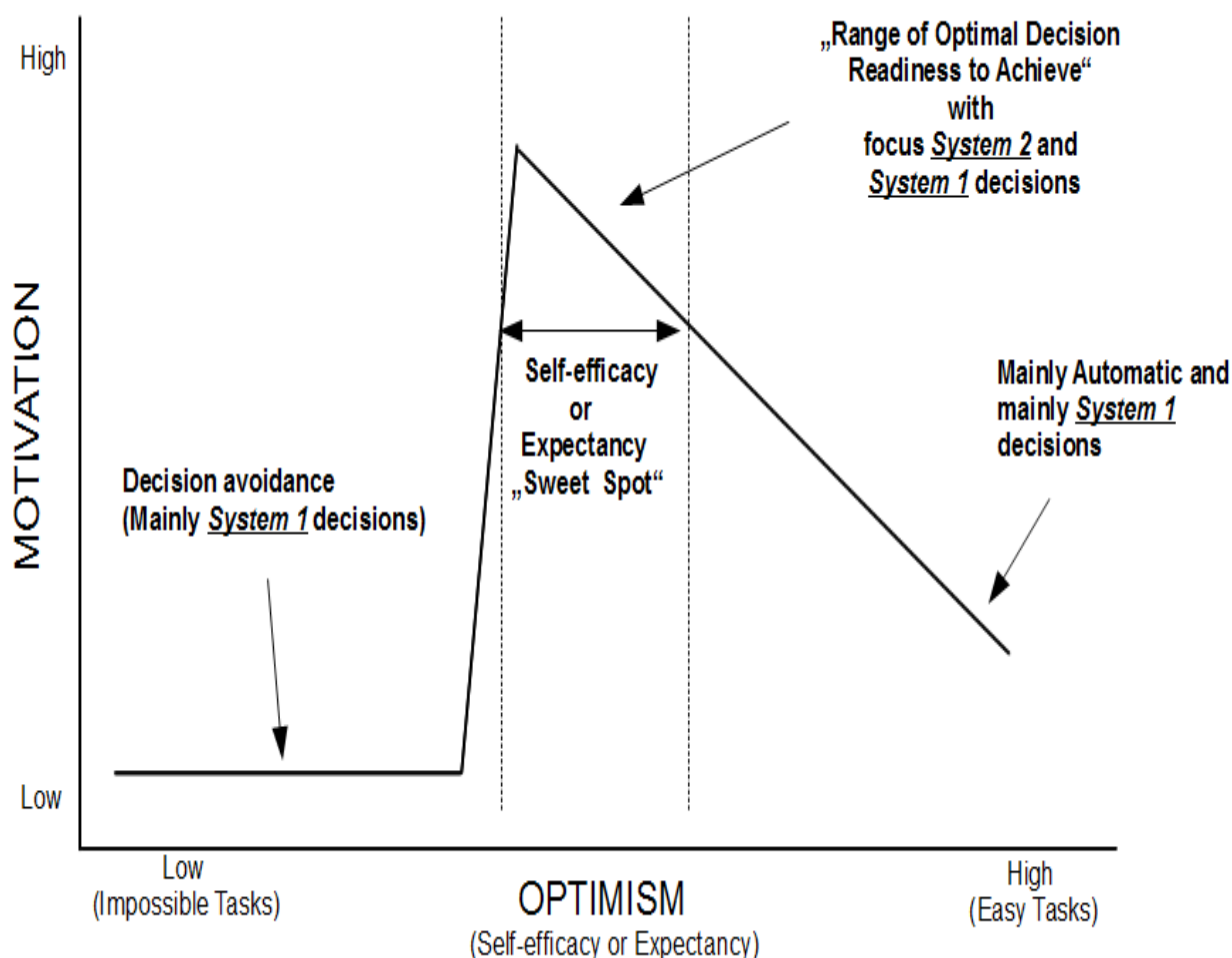 High
„Range of Optimal Decision
Readiness to Achieve“
with
focus System 2 and
System 1 decisions
MOTIVATION
Self-efficacy
or
Expectancy
„Sweet Spot“
Mainly Automatic and
mainly System 1
decisions
Decision avoidance
(Mainly System 1 decisions)
Low
Low
(Impossible Tasks)
OPTIMISM
(Self-efficacy or Expectancy)
High
(Easy Tasks)